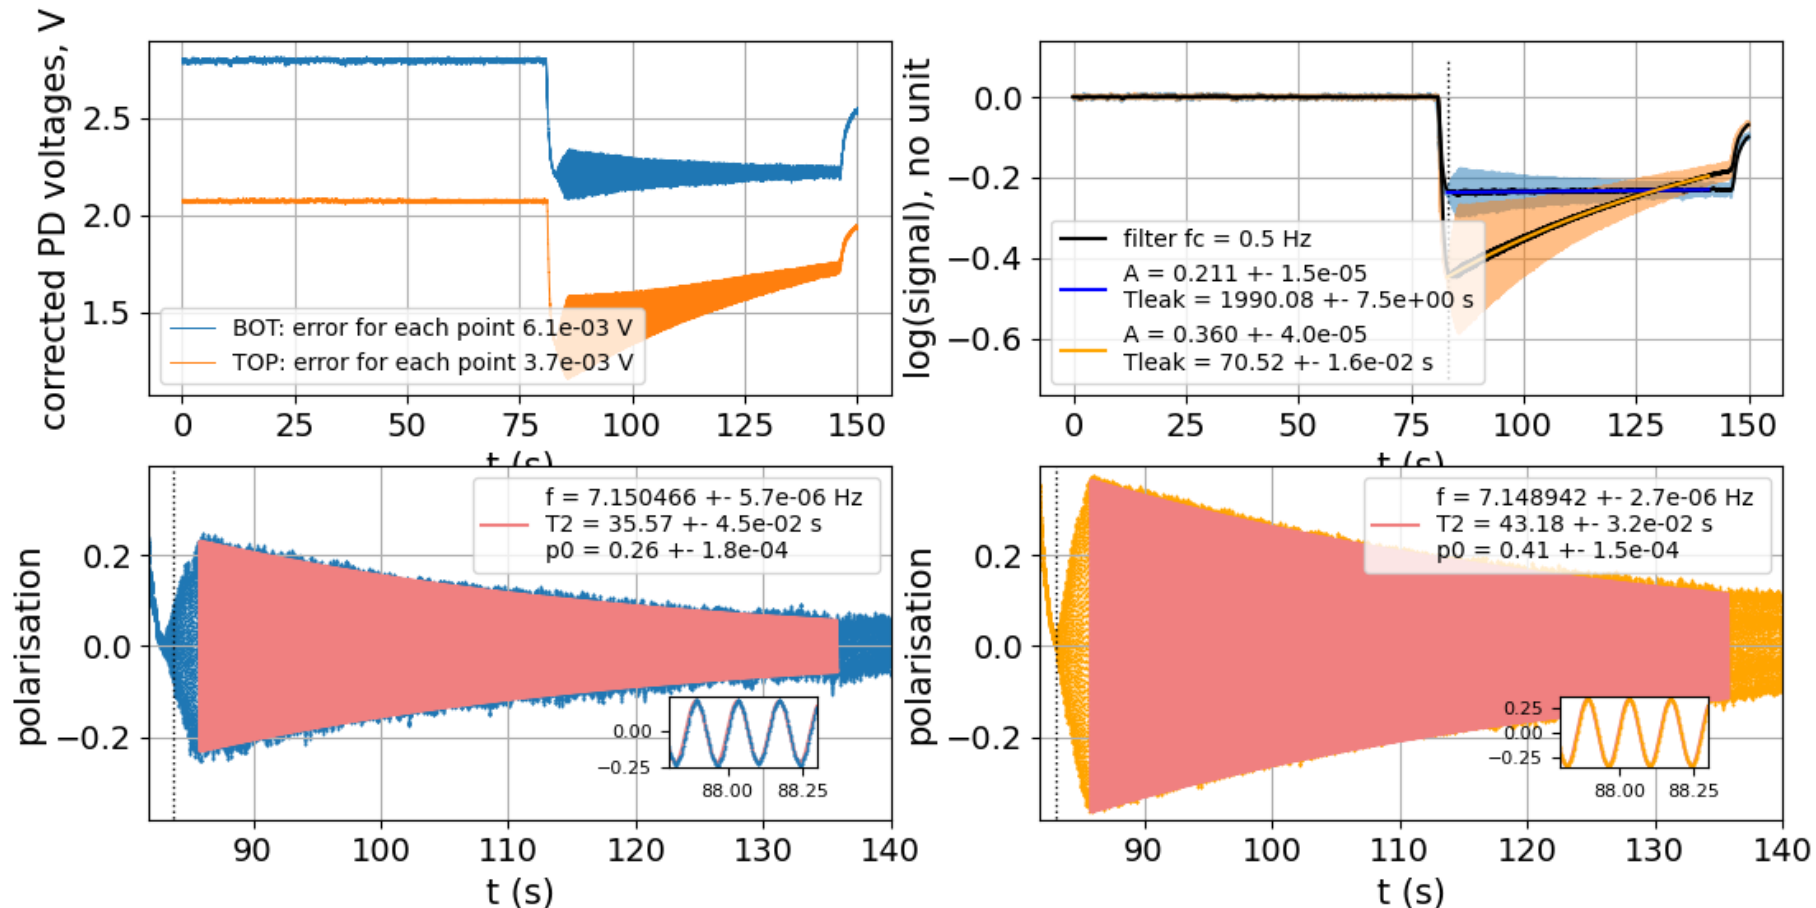 corrected PD voltages, V
2.5
2.0
1.5
BOT: error for each point 6.1e-03 V
TOP: error for each point 3.7e-03 V
0 25 50 75 100 125 150
t (s)
log(signal), no unit
0.0
−0.2
−0.4
−0.6
filter fc = 0.5 Hz
A = 0.211 +- 1.5e-05
Tleak = 1990.08 +- 7.5e+00 s
A = 0.360 +- 4.0e-05
Tleak = 70.52 +- 1.6e-02 s
0 25 50 75 100 125 150
t (s)
polarisation
0.2
0.0
−0.2
f = 7.150466 +- 5.7e-06 Hz
T2 = 35.57 +- 4.5e-02 s
p0 = 0.26 +- 1.8e-04
0.00
−0.25
88.00 88.25
90 100 110 120 130 140
t (s)
polarisation
0.2
0.0
−0.2
f = 7.148942 +- 2.7e-06 Hz
T2 = 43.18 +- 3.2e-02 s
p0 = 0.41 +- 1.5e-04
0.25
0.00
−0.25
88.00 88.25
90 100 110 120 130 140
t (s)